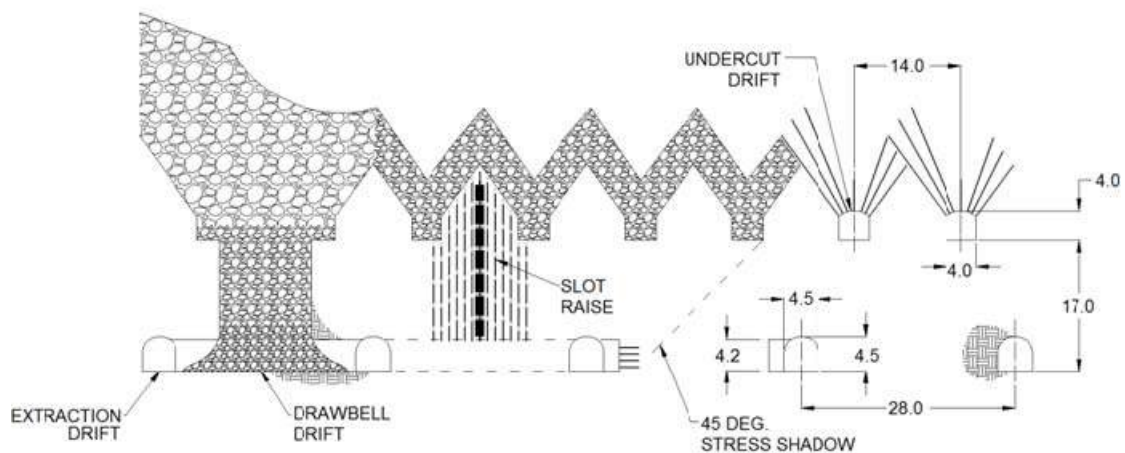 UNDERCUT
DRIFT
14.0
4.0
4.0
SLOT
RAISE
4.5
17.0
4.2
4.5
EXTRACTION
DRIFT
DRAWBELL
DRIFT
28.0
45 DEG.
STRESS SHADOW